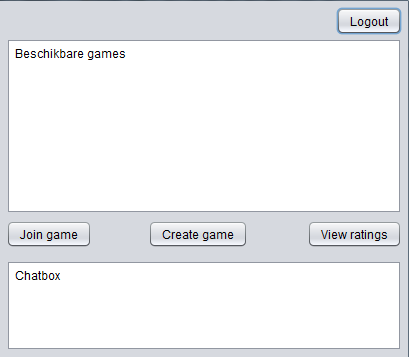 Logout
Beschikbare games
Join game
Create game
View ratings
Chatbox